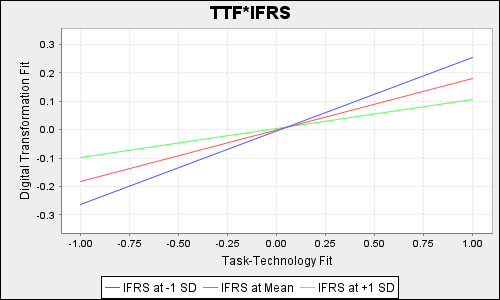 TTF*IFRS
Digital Transformation Fit
0.3
0.2
0.1
0.0
-0.1
-0.2
-0.3
-1.00 -0.75 -0.50 -0.25 0.00 0.25 0.50 0.75 1.00
Task-Technology Fit
IFRS at -1 SD IFRS at Mean IFRS at +1 SD